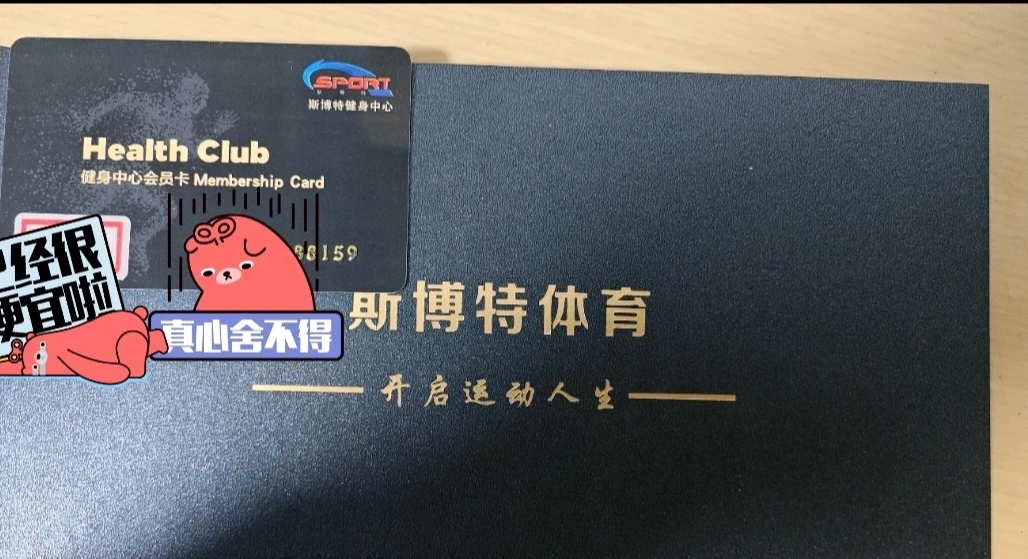 SPORT
斯博特健身中心
Health Club
健身中心会员卡 Membership Card
88159
经很
便宜啦
真心舍不得
斯博特体育
开启运动人生